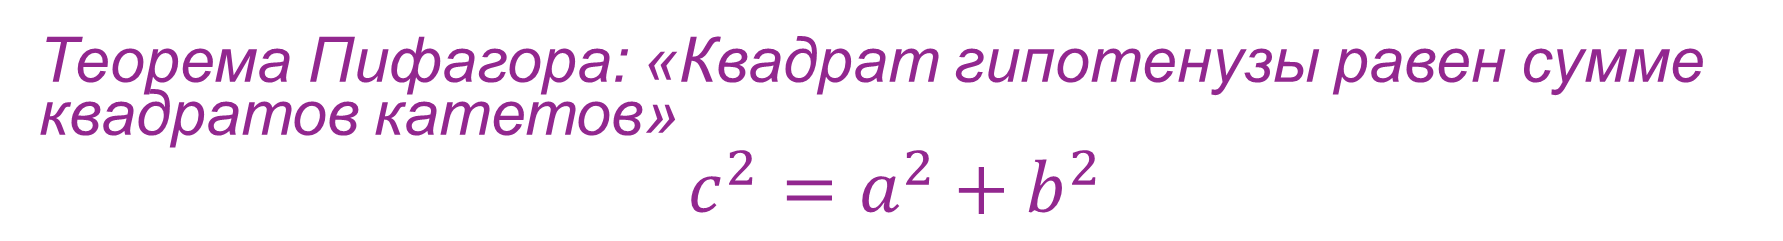 Теорема Пифагора: «Квадрат гипотенузы равен сумме
квадратов катетов»
c² = a² + b²